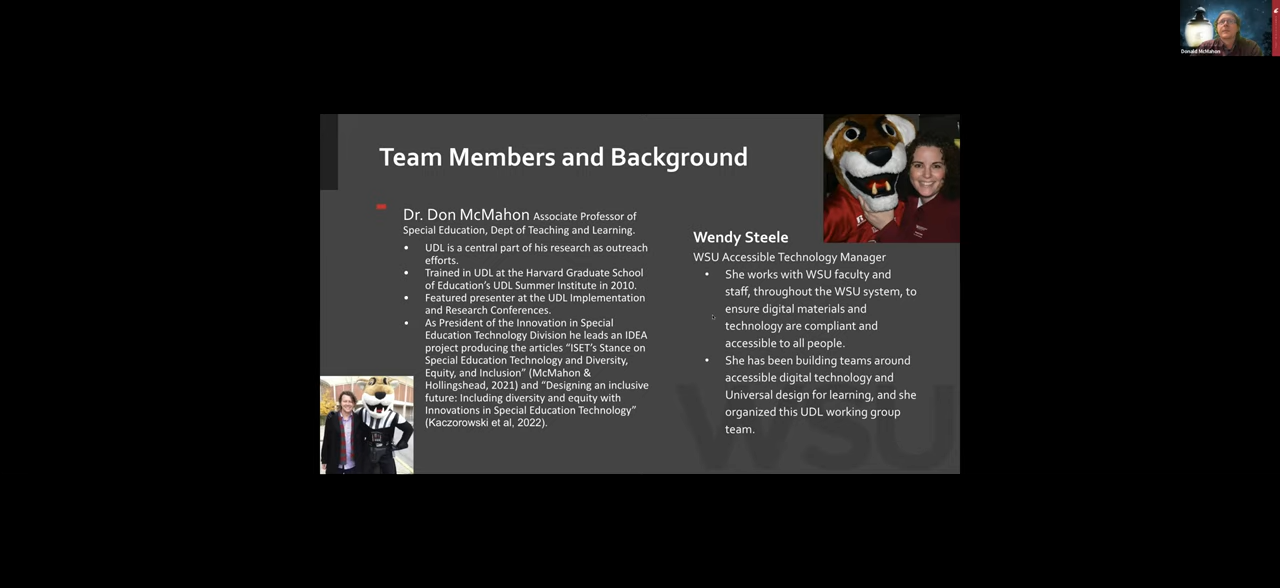 Donald McMahon
Team Members and Background
Dr. Don McMahon Associate Professor of
Special Education, Dept of Teaching and Learning.
• UDL is a central part of his research as outreach
efforts.
• Trained in UDL at the Harvard Graduate School
of Education's UDL Summer Institute in 2010.
• Featured presenter at the UDL Implementation
and Research Conferences.
• As President of the Innovation in Special
Education Technology Division he leads an IDEA
project producing the articles "ISET's Stance on
Special Education Technology and Diversity,
Equity, and Inclusion" (McMahon &
Hollingshead, 2021) and "Designing an inclusive
future: Including diversity and equity with
Innovations in Special Education Technology"
(Kaczorowski et al, 2022).
Wendy Steele
WSU Accessible Technology Manager
• She works with WSU faculty and
staff, throughout the WSU system, to
ensure digital materials and
technology are compliant and
accessible to all people.
• She has been building teams around
accessible digital technology and
Universal design for learning, and she
organized this UDL working group
team.
WSU